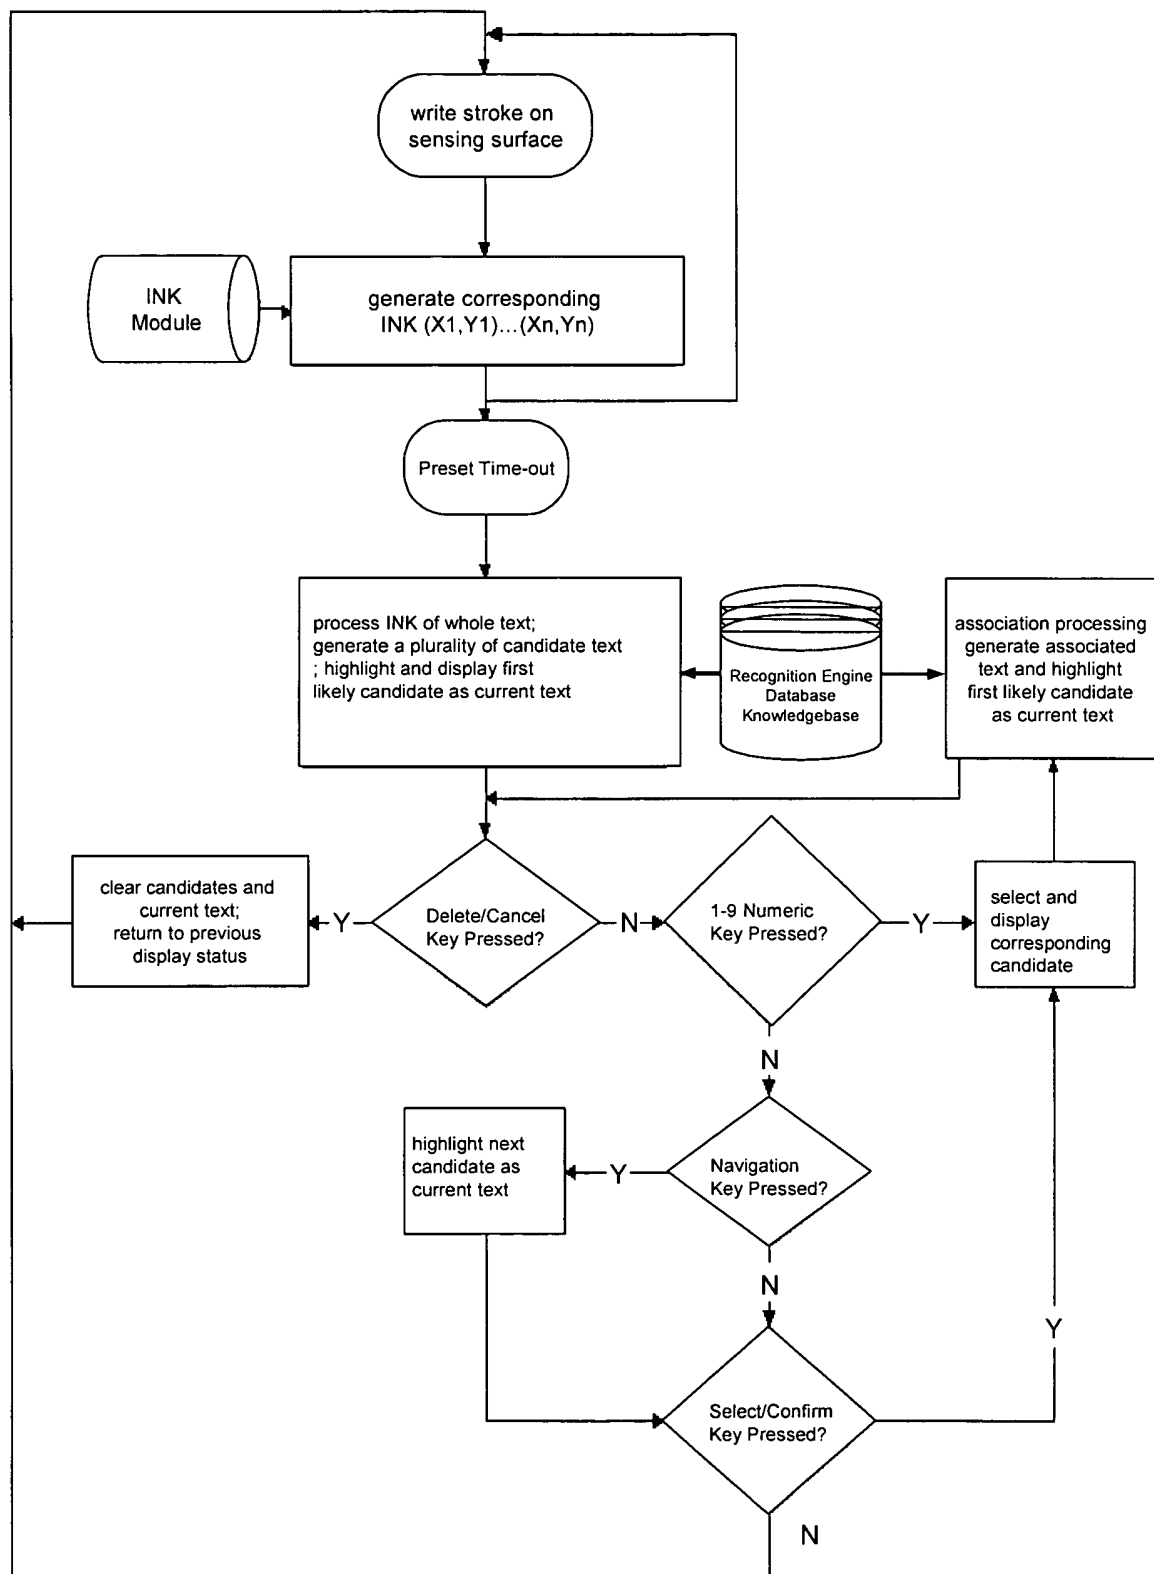 write stroke on
sensing surface
INK
Module
generate corresponding
INK (X1,Y1)...(Xn,Yn)
Preset Time-out
process INK of whole text;
generate a plurality of candidate text
; highlight and display first
likely candidate as current text
Recognition Engine
Database
Knowledgebase
association processing
generate associated
text and highlight
first likely candidate
as current text
clear candidates and
current text;
return to previous
display status
Y
Delete/Cancel
Key Pressed?
N
1-9 Numeric
Key Pressed?
Y
select and
display
corresponding
candidate
N
highlight next
candidate as
current text
Y
Navigation
Key Pressed?
N
Y
Select/Confirm
Key Pressed?
N